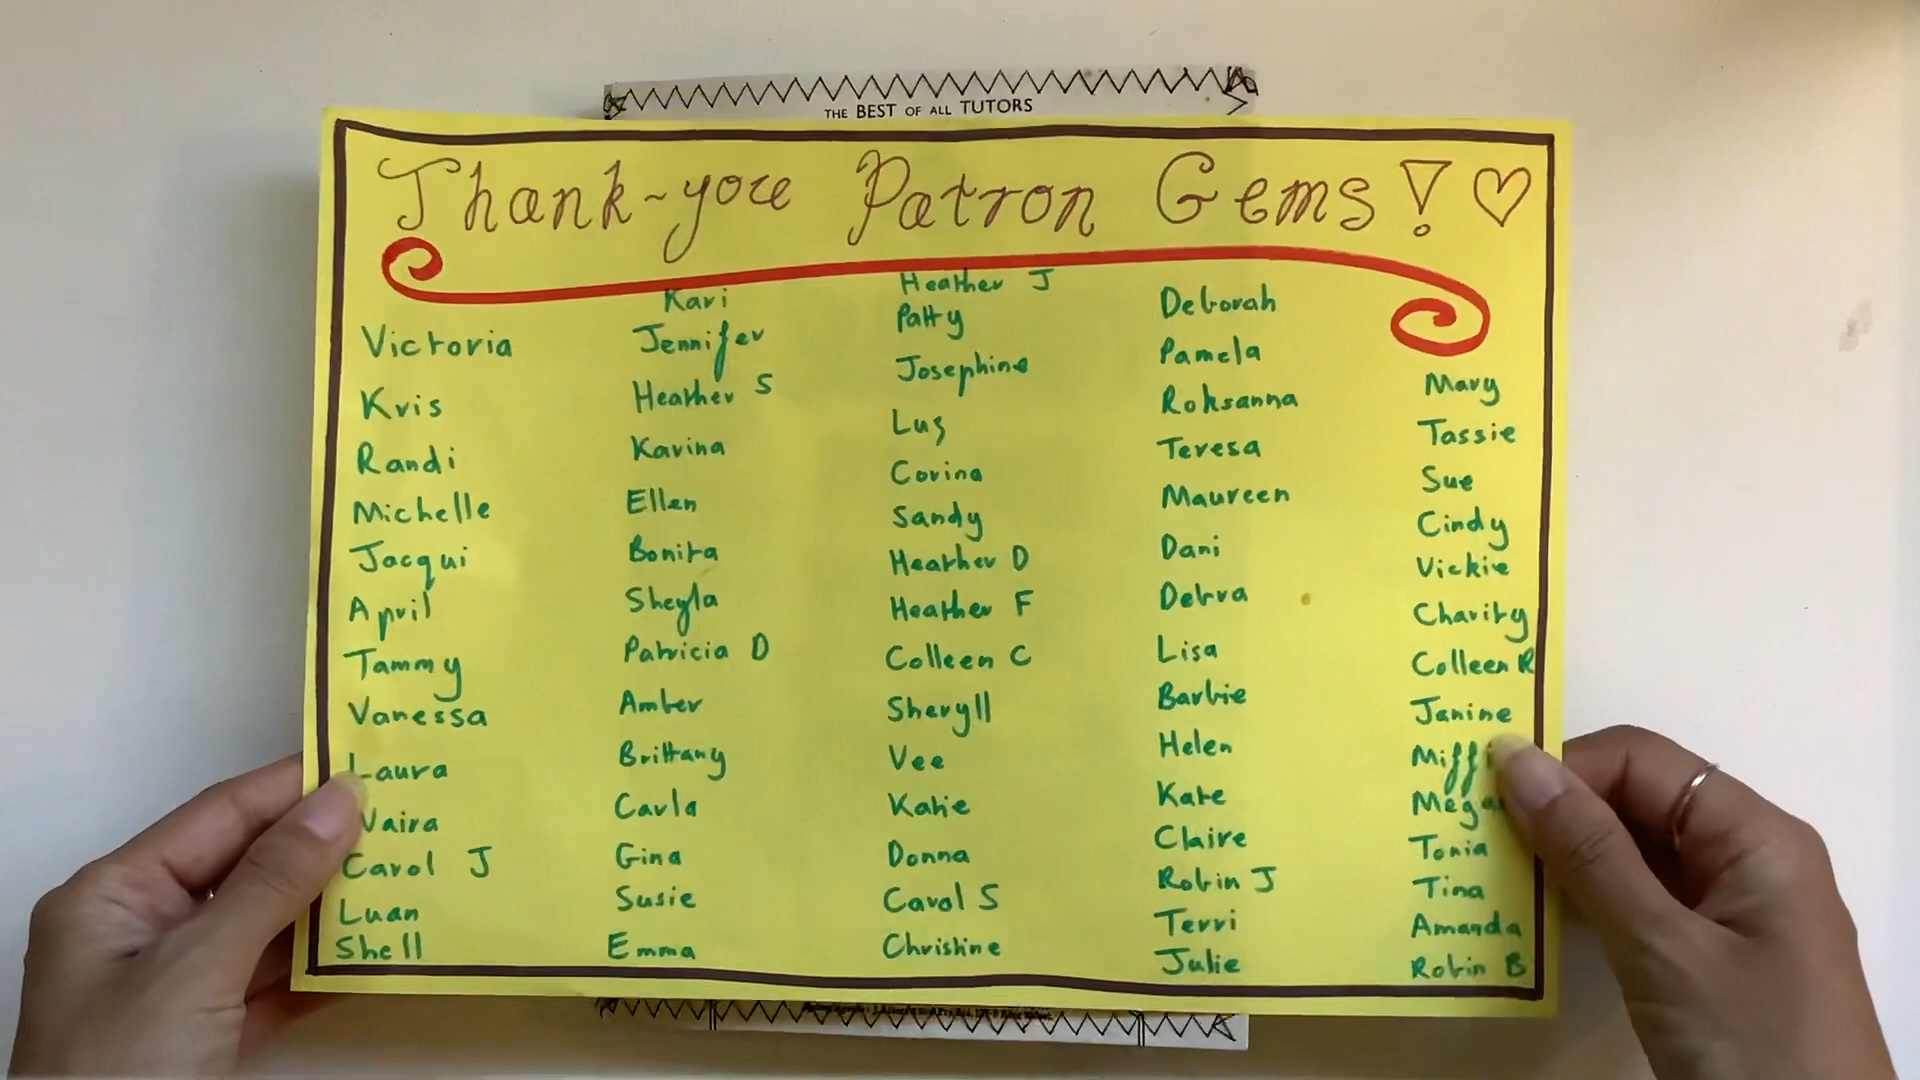 THE BEST OF ALL TUTORS
Thank-you Patron Gems! ♡
Victoria
Kris
Randi
Michelle
Jacqui
April
Tammy
Vanessa
Laura
Vaira
Carol J
Luan
Shell
Kari
Jennifer
Heather S
Karina
Ellen
Bonita
Sheyla
Patricia D
Amber
Brittany
Carla
Gina
Susie
Emma
Heather J
Patty
Josephine
Luz
Corina
Sandy
Heather D
Heather F
Colleen C
Sheryll
Vee
Katie
Donna
Carol S
Christine
Deborah
Pamela
Roksanna
Teresa
Maureen
Dani
Debra
Lisa
Barbie
Helen
Kate
Claire
Robin J
Terri
Julie
Mary
Tassie
Sue
Cindy
Vickie
Charity
Colleen R
Janine
Miffi
Megan
Tonia
Tina
Amanda
Robin B